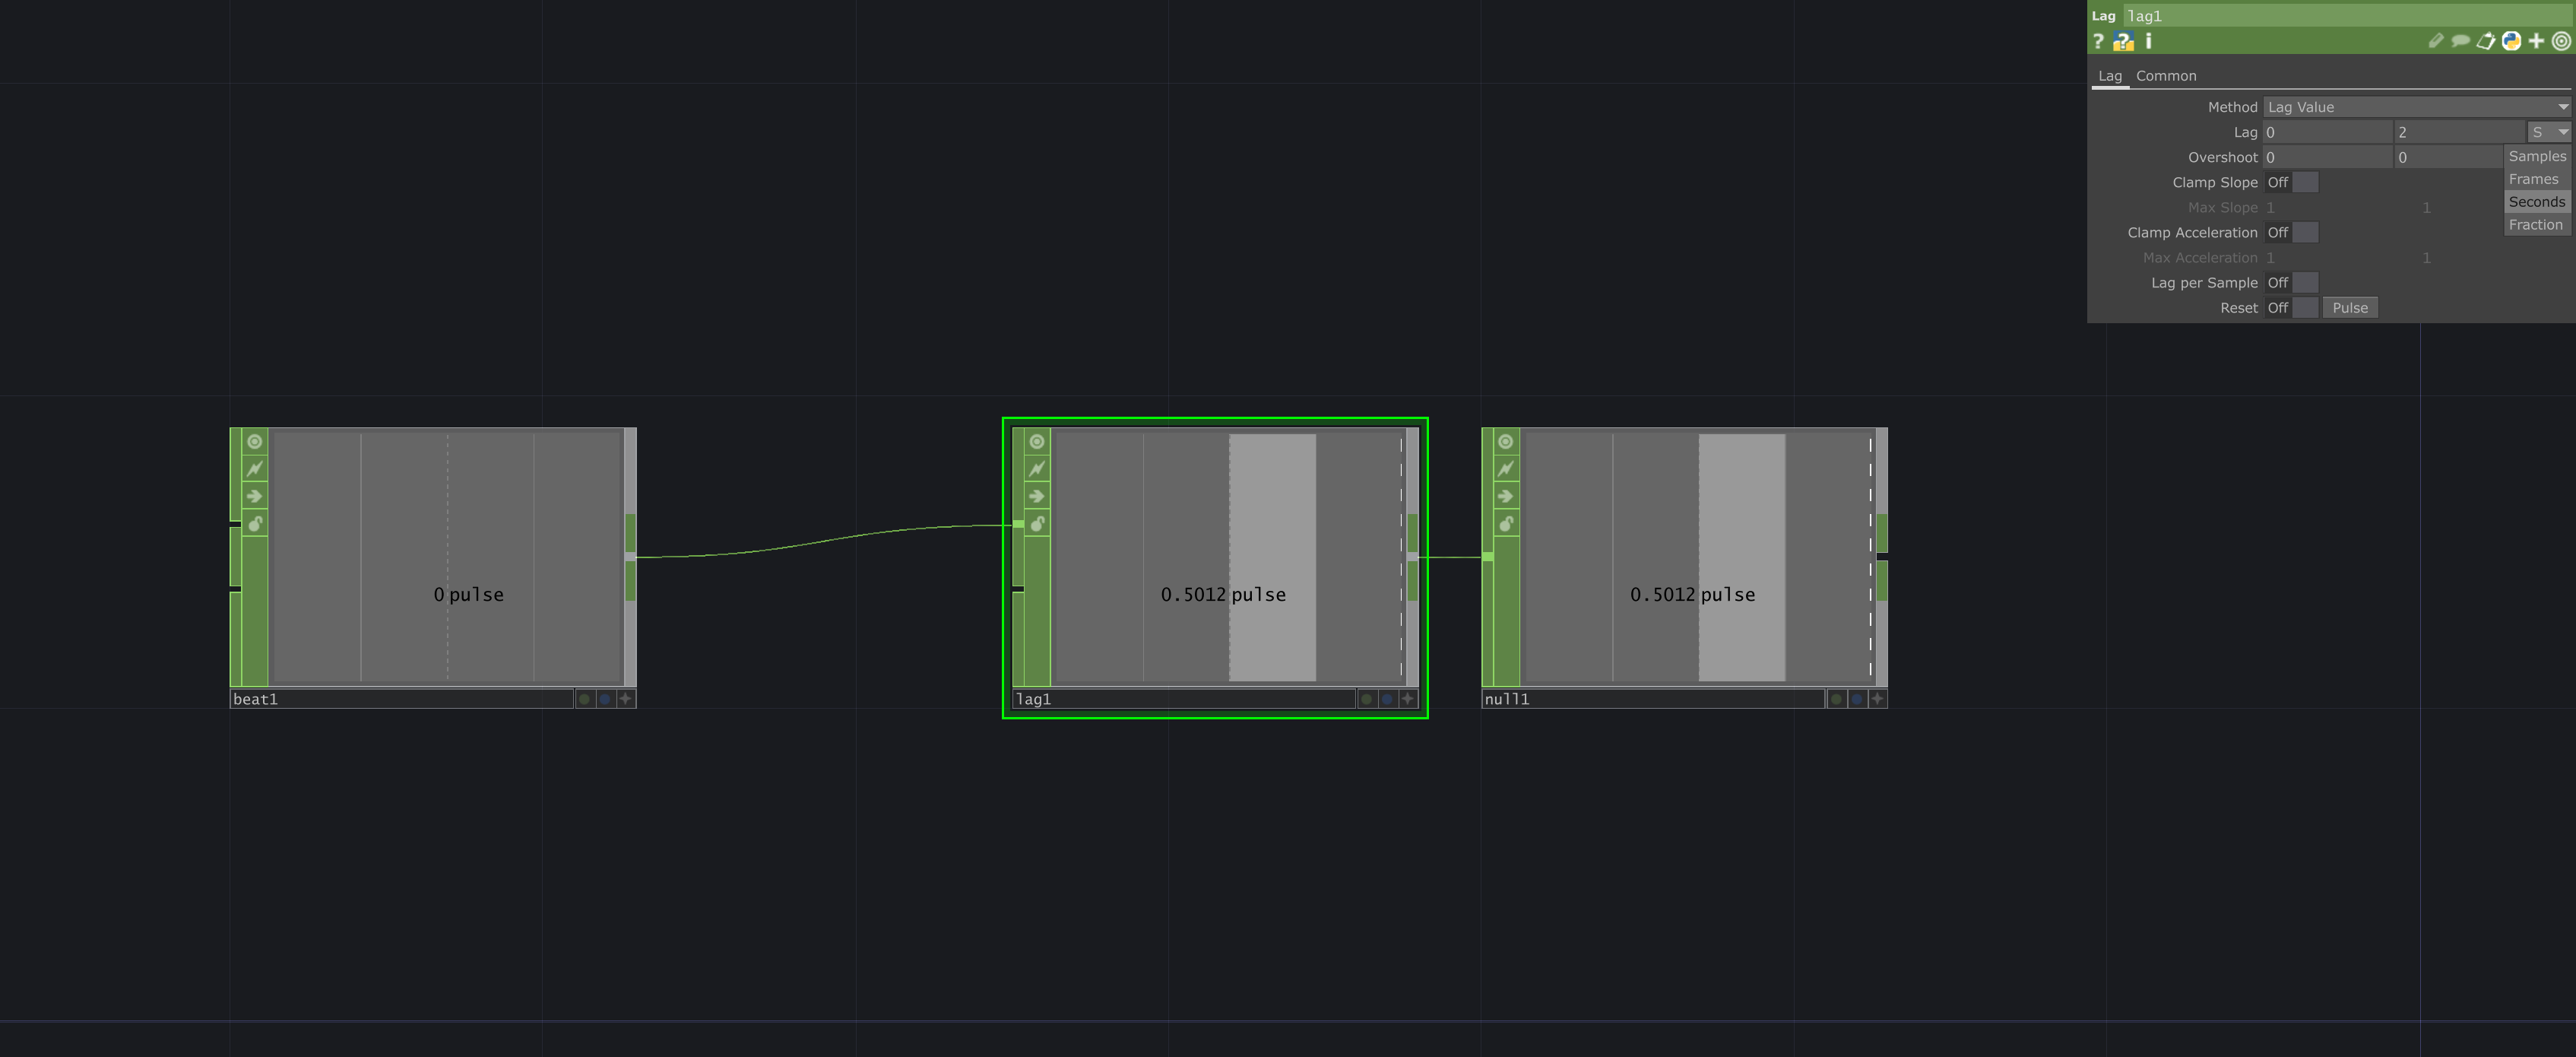 Lag lag1
? ? i
Lag Common
Method Lag Value
Lag 0 2 S
Overshoot 0 0
Samples
Clamp Slope Off
Frames
Max Slope 1 1
Seconds
Clamp Acceleration Off
Fraction
Max Acceleration 1 1
Lag per Sample Off
Reset Off Pulse
0 pulse
0.5012 pulse
0.5012 pulse
beat1
lag1
null1